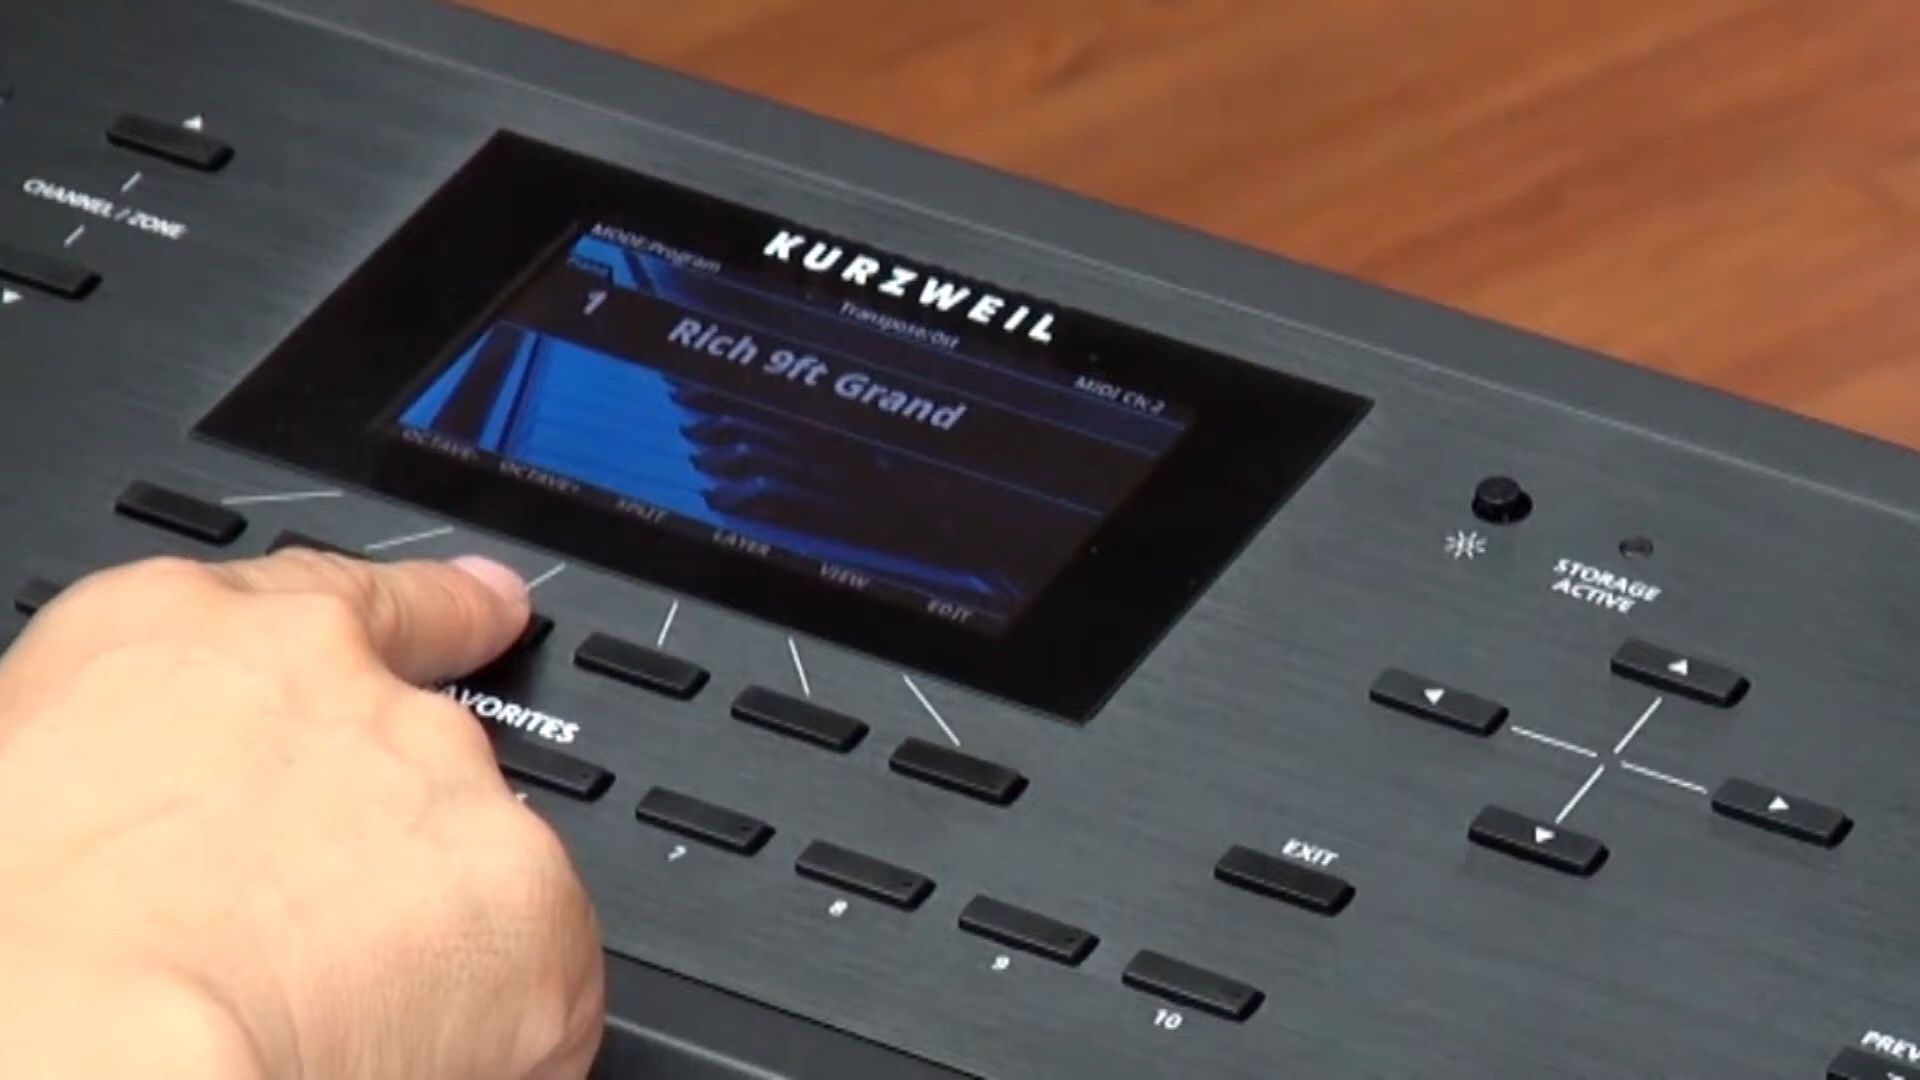 CHANNEL / ZONE
KURZWEIL
MODE:Program
Transpose:0st
MIDI Ch:2
Piano
1 Rich 9ft Grand
OCTAVE- OCTAVE+ SPLIT LAYER VIEW EDIT
STORAGE
ACTIVE
FAVORITES
7
8
9
10
EXIT
PREV